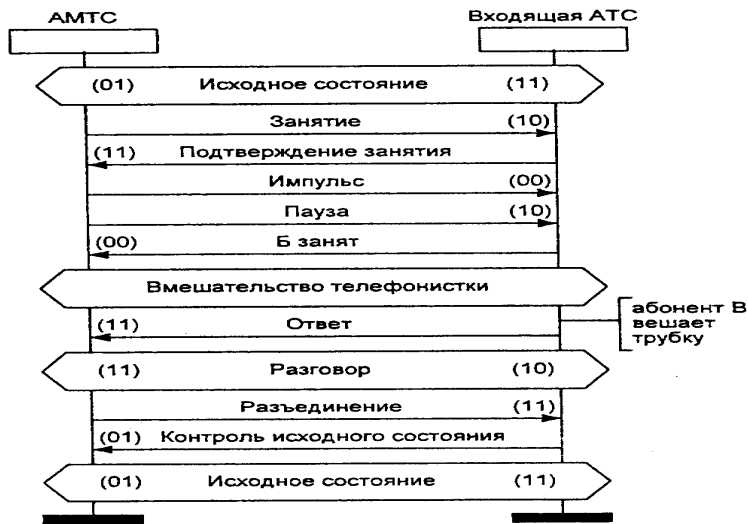 АМТС Входящая АТС
(01) Исходное состояние (11)
Занятие (10)
(11) Подтверждение занятия
Импульс (00)
Пауза (10)
(00) Б занят
Вмешательство телефонистки
(11) Ответ
абонент В
вешает
трубку
(11) Разговор (10)
Разъединение (11)
(01) Контроль исходного состояния
(01) Исходное состояние (11)